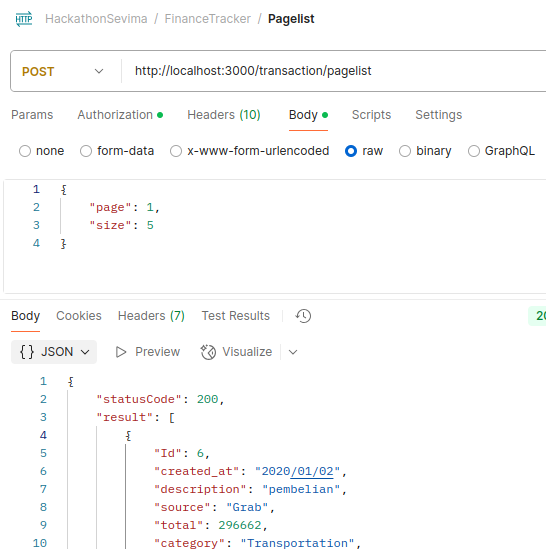 HTTP HackathonSevima / FinanceTracker / Pagelist
POST http://localhost:3000/transaction/pagelist
Params Authorization Headers (10) Body Scripts Settings
none form-data x-www-form-urlencoded raw binary GraphQL
1 {
2 "page": 1,
3 "size": 5
4 }
Body Cookies Headers (7) Test Results 20
{} JSON Preview Visualize
1 {
2 "statusCode": 200,
3 "result": [
4 {
5 "Id": 6,
6 "created_at": "2020/01/02",
7 "description": "pembelian",
8 "source": "Grab",
9 "total": 296662,
10 "category": "Transportation",